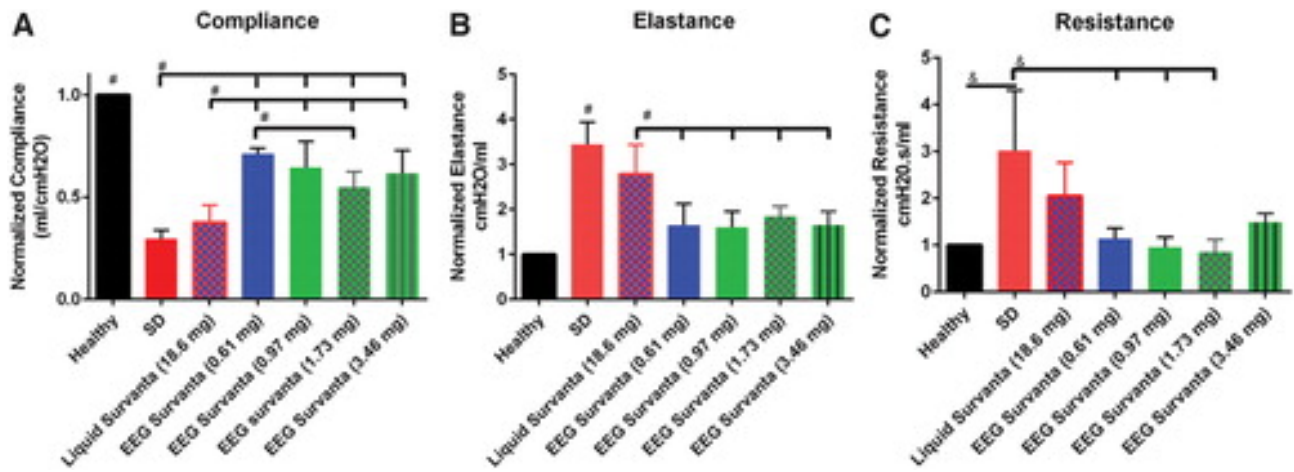 A
Compliance
Normalized Compliance
(ml/cmH2O)
1.0
0.5
0.0
#
#
#
#
Healthy
SD
Liquid Survanta (18.6 mg)
EEG Survanta (0.61 mg)
EEG Survanta (0.97 mg)
EEG survanta (1.73 mg)
EEG Survanta (3.46 mg)
B
Elastance
Normalized Elastance
cmH2O/ml
5
4
3
2
1
0
#
#
Healthy
SD
Liquid Survanta (18.6 mg)
EEG Survanta (0.61 mg)
EEG Survanta (0.97 mg)
EEG Survanta (1.73 mg)
EEG Survanta (3.46 mg)
C
Resistance
Normalized Resistance
cmH20.s/ml
5
4
3
2
1
0
&
&
Healthy
SD
Liquid Survanta (18.6 mg)
EEG Survanta (0.61 mg)
EEG Survanta (0.97 mg)
EEG Survanta (1.73 mg)
EEG Survanta (3.46 mg)